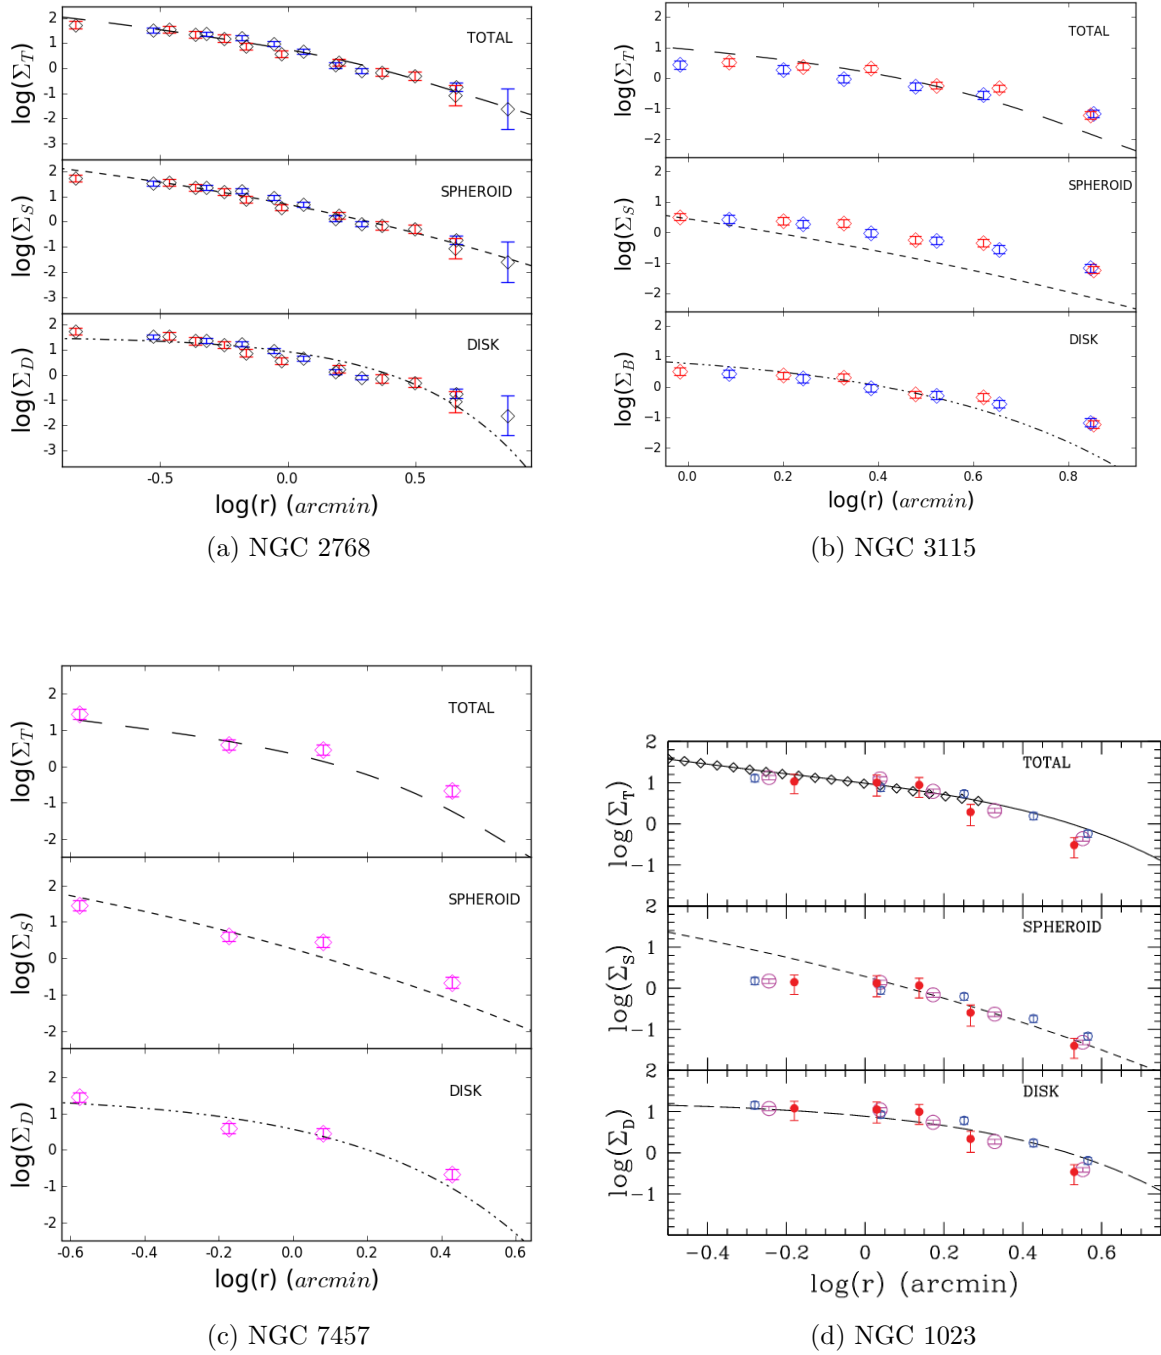 2
1
0
-1
-2
-3
log(Σ_T)
TOTAL
2
1
0
-1
-2
-3
log(Σ_S)
SPHEROID
2
1
0
-1
-2
-3
log(Σ_D)
DISK
-0.5 0.0 0.5
log(r) (arcmin)
(a) NGC 2768
2
1
0
-1
-2
log(Σ_T)
TOTAL
2
1
0
-1
-2
log(Σ_S)
SPHEROID
2
1
0
-1
-2
log(Σ_B)
DISK
0.0 0.2 0.4 0.6 0.8
log(r) (arcmin)
(b) NGC 3115
2
1
0
-1
-2
log(Σ_T)
TOTAL
2
1
0
-1
-2
log(Σ_S)
SPHEROID
2
1
0
-1
-2
log(Σ_D)
DISK
-0.6 -0.4 -0.2 0.0 0.2 0.4 0.6
log(r) (arcmin)
(c) NGC 7457
2
1
0
−1
log(Σ_T)
TOTAL
2
1
0
−1
log(Σ_S)
SPHEROID
2
1
0
−1
log(Σ_D)
DISK
−0.4 −0.2 0 0.2 0.4 0.6
log(r) (arcmin)
(d) NGC 1023